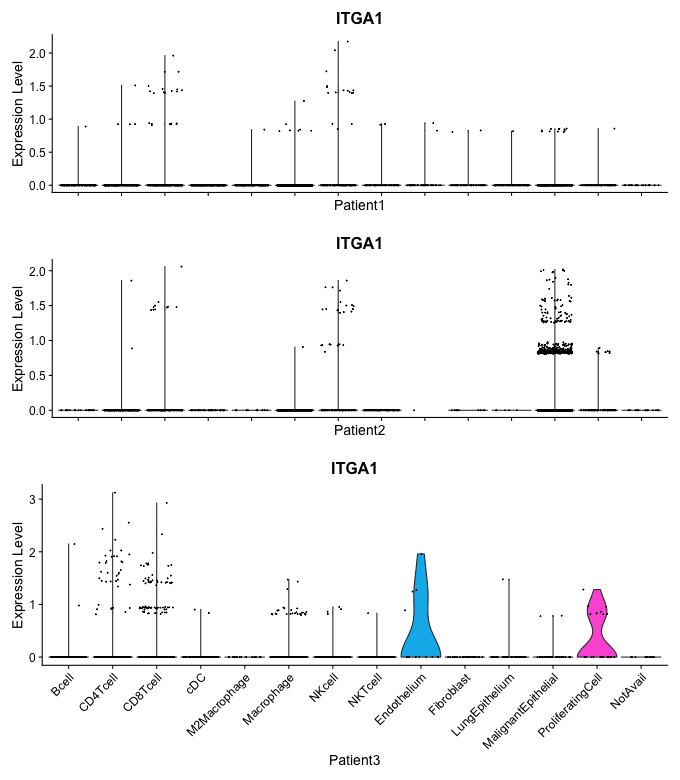 ITGA1
Expression Level
2.0
1.5
1.0
0.5
0.0
Patient1
ITGA1
Expression Level
2.0
1.5
1.0
0.5
0.0
Patient2
ITGA1
Expression Level
3
2
1
0
Bcell
CD4Tcell
CD8Tcell
cDC
M2Macrophage
Macrophage
NKcell
NKTcell
Endothelium
Fibroblast
LungEpithelium
MalignantEpithelial
ProliferatingCell
NotAvail
Patient3